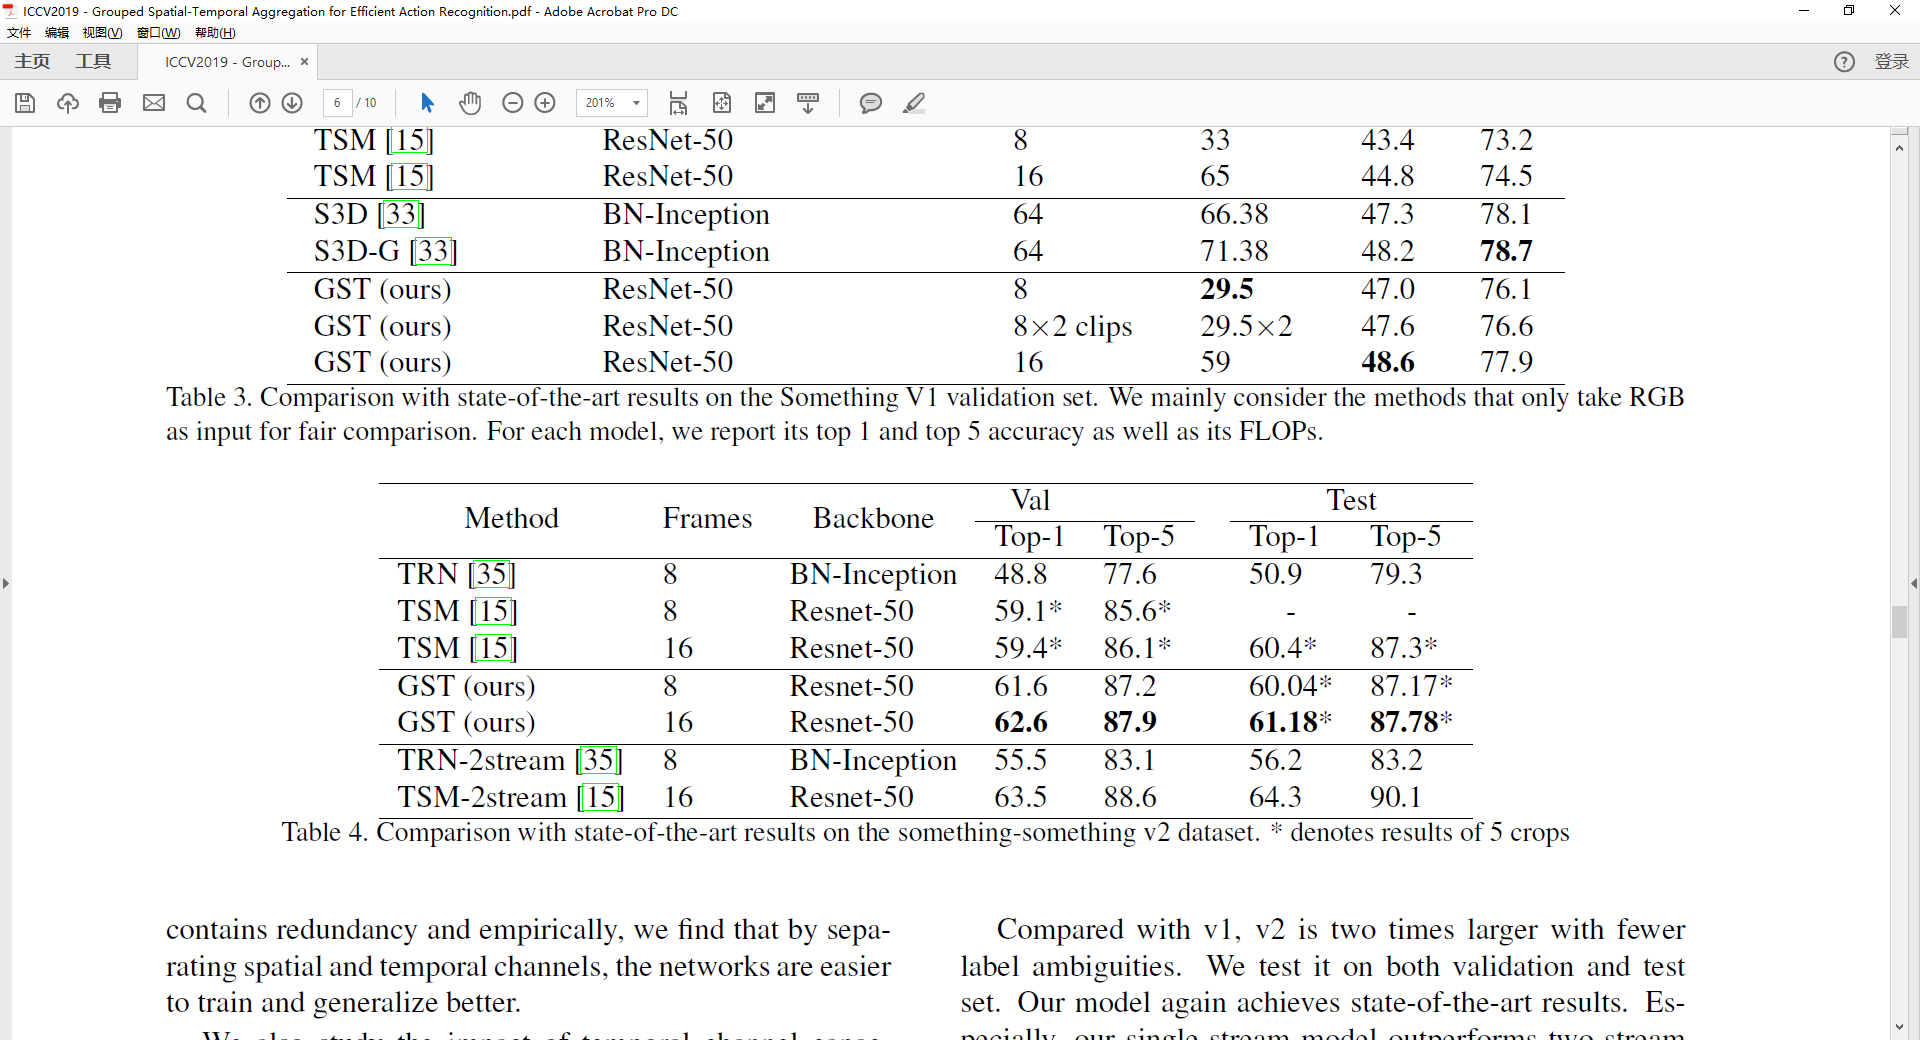 ICCV2019 - Grouped Spatial-Temporal Aggregation for Efficient Action Recognition.pdf - Adobe Acrobat Pro DC
文件 编辑 视图(V) 窗口(W) 帮助(H)
主页 工具 ICCV2019 - Group... × 登录
6 / 10 201%
TSM [15] ResNet-50 8 33 43.4 73.2
TSM [15] ResNet-50 16 65 44.8 74.5
S3D [33] BN-Inception 64 66.38 47.3 78.1
S3D-G [33] BN-Inception 64 71.38 48.2 78.7
GST (ours) ResNet-50 8 29.5 47.0 76.1
GST (ours) ResNet-50 8×2 clips 29.5×2 47.6 76.6
GST (ours) ResNet-50 16 59 48.6 77.9
Table 3. Comparison with state-of-the-art results on the Something V1 validation set. We mainly consider the methods that only take RGB
as input for fair comparison. For each model, we report its top 1 and top 5 accuracy as well as its FLOPs.
Method Frames Backbone Val Test
Top-1 Top-5 Top-1 Top-5
TRN [35] 8 BN-Inception 48.8 77.6 50.9 79.3
TSM [15] 8 Resnet-50 59.1* 85.6* - -
TSM [15] 16 Resnet-50 59.4* 86.1* 60.4* 87.3*
GST (ours) 8 Resnet-50 61.6 87.2 60.04* 87.17*
GST (ours) 16 Resnet-50 62.6 87.9 61.18* 87.78*
TRN-2stream [35] 8 BN-Inception 55.5 83.1 56.2 83.2
TSM-2stream [15] 16 Resnet-50 63.5 88.6 64.3 90.1
Table 4. Comparison with state-of-the-art results on the something-something v2 dataset. * denotes results of 5 crops
contains redundancy and empirically, we find that by sepa-
rating spatial and temporal channels, the networks are easier
to train and generalize better.
We also study the impact of temporal channel
Compared with v1, v2 is two times larger with fewer
label ambiguities. We test it on both validation and test
set. Our model again achieves state-of-the-art results. Es-
pecially, our single stream model outperforms two stream